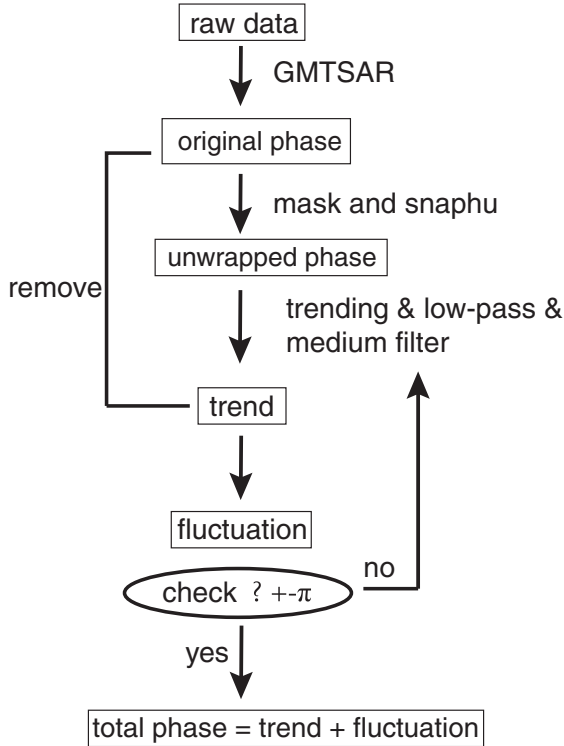 raw data
GMTSAR
original phase
mask and snaphu
unwrapped phase
remove
trending & low-pass &
medium filter
trend
fluctuation
no
check ? +-π
yes
total phase = trend + fluctuation